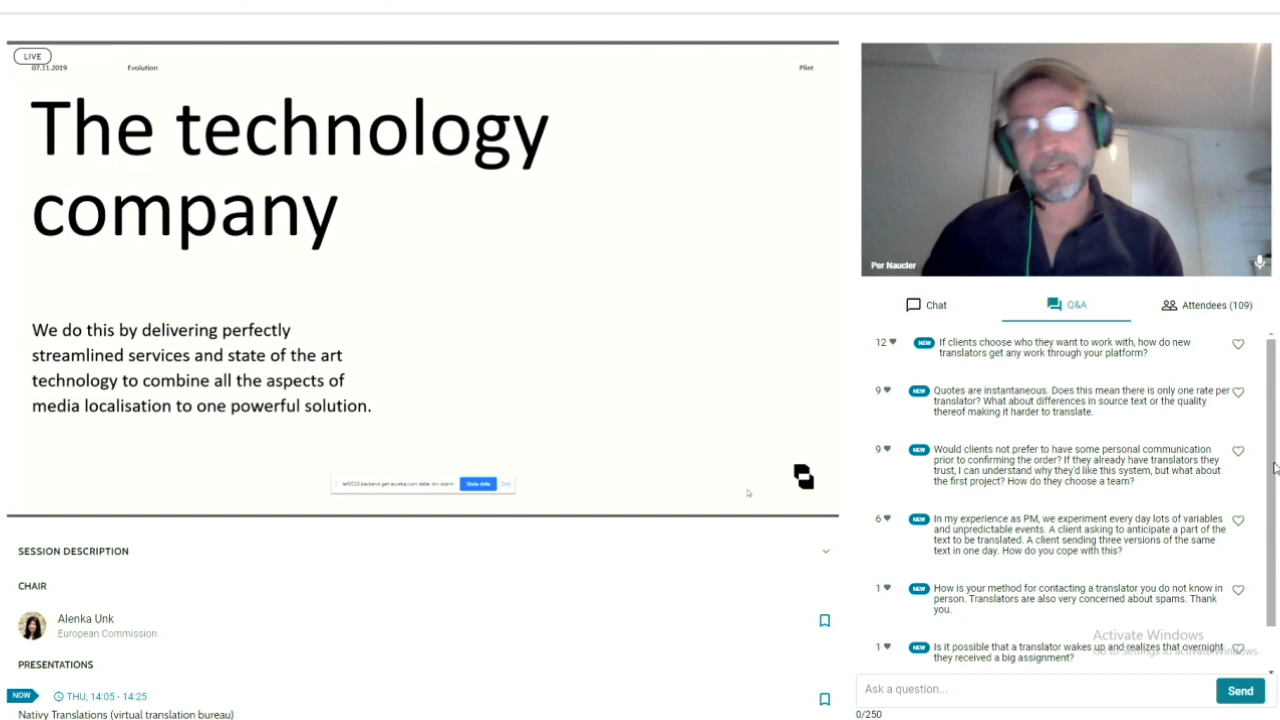 LIVE
07.11.2019
Evolution
Plint
The technology
company
We do this by delivering perfectly
streamlined services and state of the art
technology to combine all the aspects of
media localisation to one powerful solution.
Sluta dela
Dölj
SESSION DESCRIPTION
CHAIR
Alenka Unk
European Commission
PRESENTATIONS
NOW
THU, 14:05 - 14:25
Nativy Translations (virtual translation bureau)
Per Naucler
Chat
Q&A
Attendees (109)
12
NEW
If clients choose who they want to work with, how do new
translators get any work through your platform?
9
NEW
Quotes are instantaneous. Does this mean there is only one rate per
translator? What about differences in source text or the quality
thereof making it harder to translate.
9
NEW
Would clients not prefer to have some personal communication
prior to confirming the order? If they already have translators they
trust, I can understand why they'd like this system, but what about
the first project? How do they choose a team?
6
NEW
In my experience as PM, we experiment every day lots of variables
and unpredictable events. A client asking to anticipate a part of the
text to be translated. A client sending three versions of the same
text in one day. How do you cope with this?
1
NEW
How is your method for contacting a translator you do not know in
person. Translators are also very concerned about spams. Thank
you.
1
NEW
Is it possible that a translator wakes up and realizes that overnight
they received a big assignment?
Activate Windows
Go to Settings to activate Windows.
Ask a question...
Send
0/250